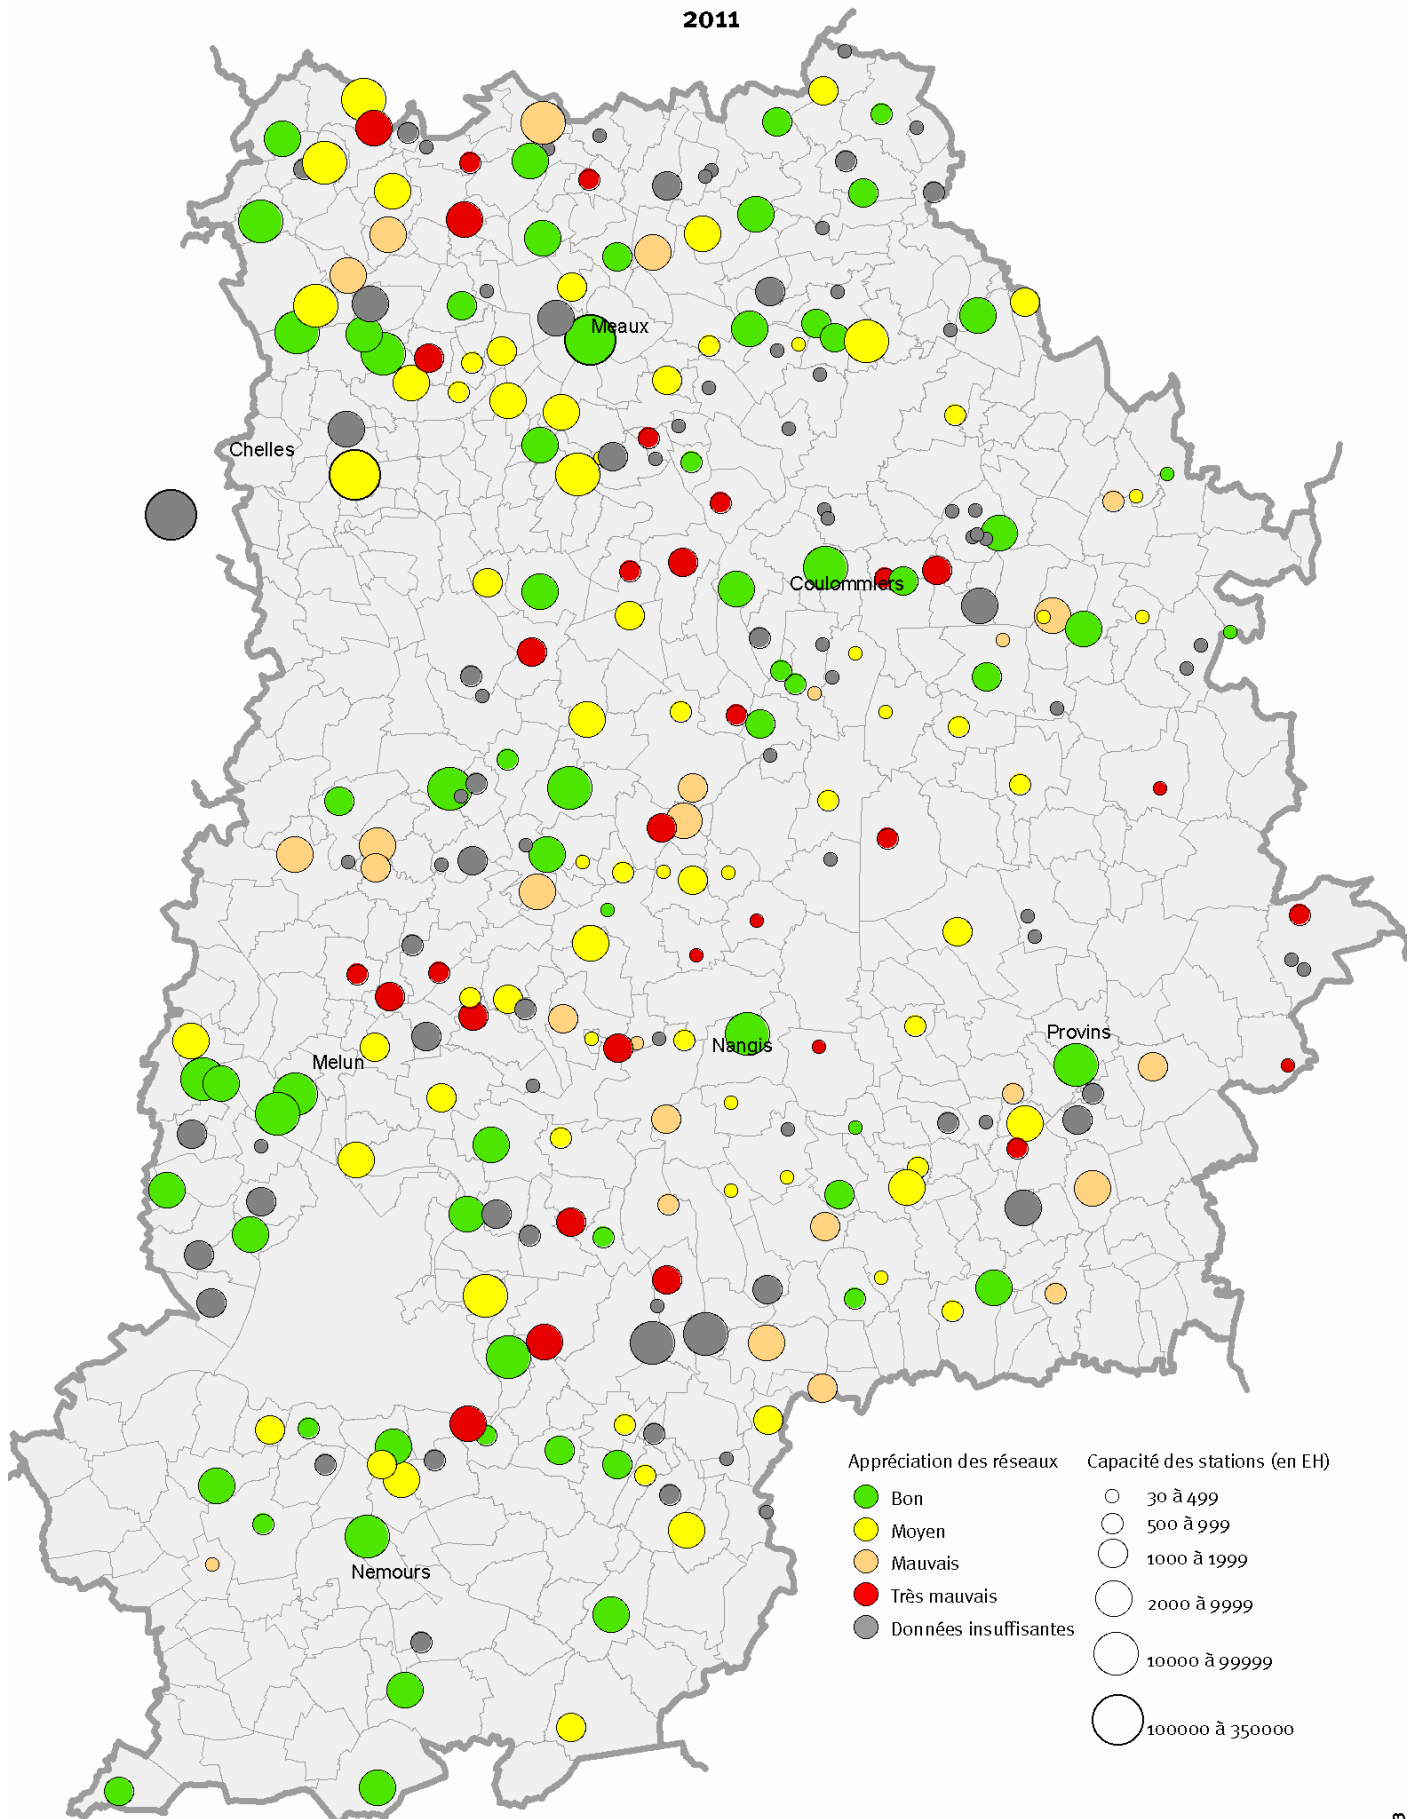 2011
Meaux
Chelles
Coulommiers
Provins
Nangis
Melun
Appréciation des réseaux
Bon
Moyen
Mauvais
Très mauvais
Données insuffisantes
Capacité des stations (en EH)
30 à 499
500 à 999
1000 à 1999
2000 à 9999
10000 à 99999
100000 à 350000
Nemours